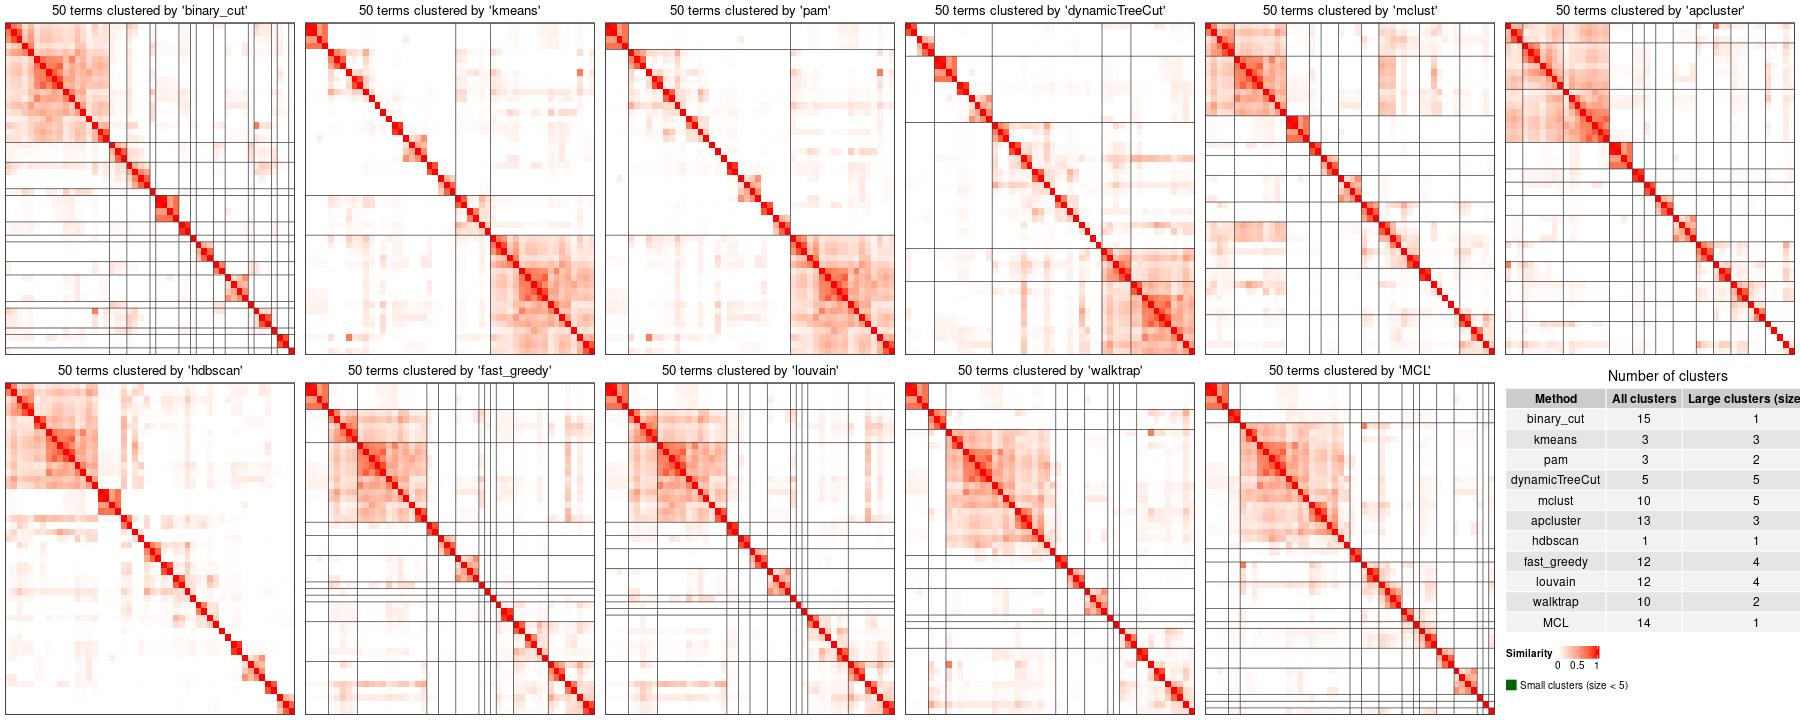 50 terms clustered by 'binary_cut'
50 terms clustered by 'kmeans'
50 terms clustered by 'pam'
50 terms clustered by 'dynamicTreeCut'
50 terms clustered by 'mclust'
50 terms clustered by 'apcluster'
50 terms clustered by 'hdbscan'
50 terms clustered by 'fast_greedy'
50 terms clustered by 'louvain'
50 terms clustered by 'walktrap'
50 terms clustered by 'MCL'
Number of clusters
Method All clusters Large clusters (size
binary_cut 15 1
kmeans 3 3
pam 3 2
dynamicTreeCut 5 5
mclust 10 5
apcluster 13 3
hdbscan 1 1
fast_greedy 12 4
louvain 12 4
walktrap 10 2
MCL 14 1
Similarity
0 0.5 1
Small clusters (size < 5)